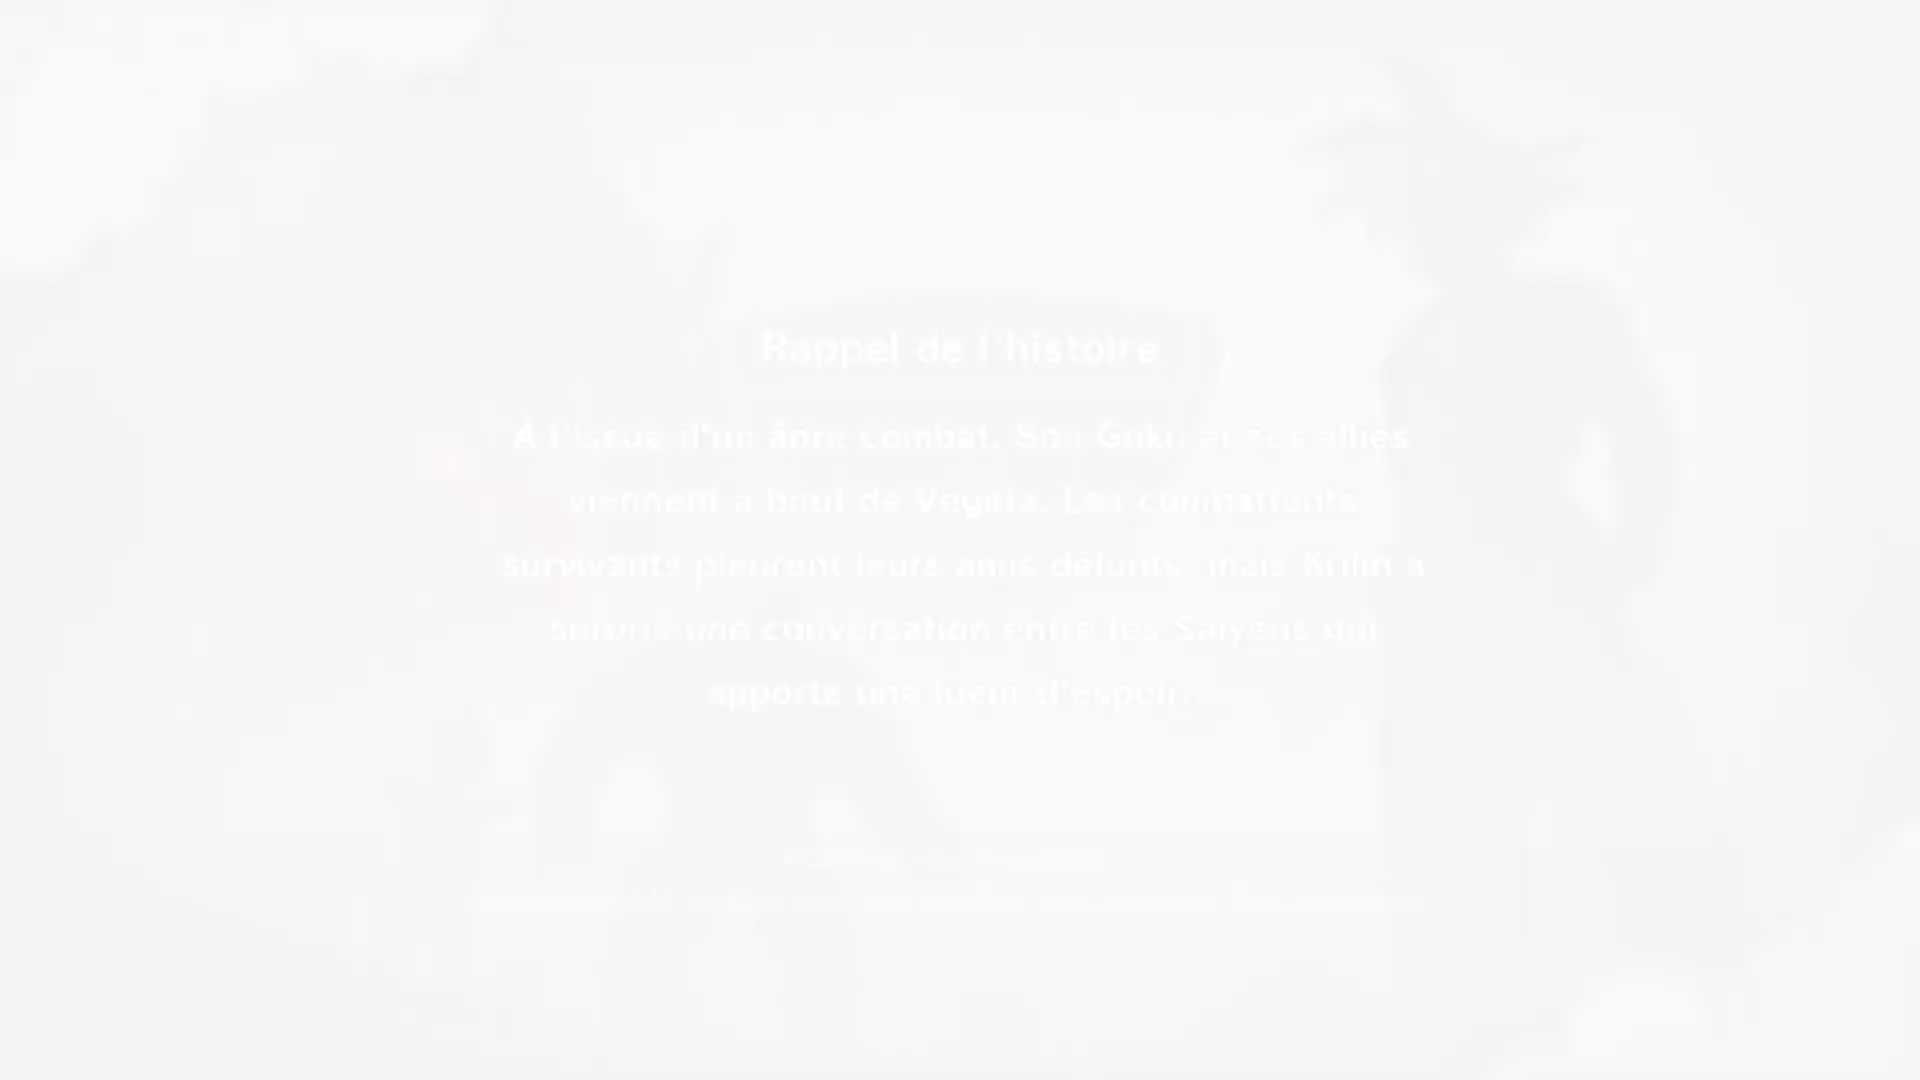 Rappel de l'histoire
À l'issue d'un âpre combat, Son Goku et ses alliés
viennent à bout de Vegeta. Les combattants
survivants pleurent leurs amis défunts, mais Krilin a
surpris une conversation entre les Saiyens qui
apporte une lueur d'espoir...